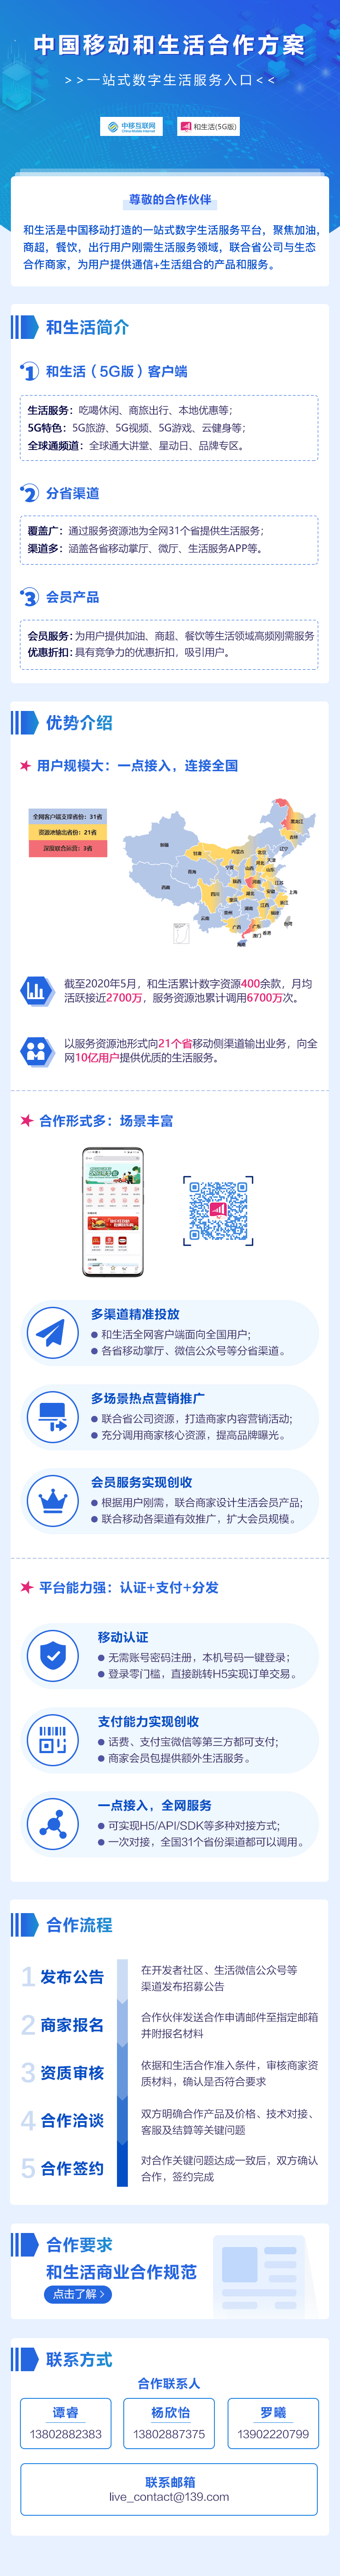 中国移动和生活合作方案
>>一站式数字生活服务入口<<
中移互联网
China Mobile Internet
和生活(5G版)
尊敬的合作伙伴
和生活是中国移动打造的一站式数字生活服务平台，聚焦加油，
商超，餐饮，出行用户刚需生活服务领域，联合省公司与生态
合作商家，为用户提供通信+生活组合的产品和服务。
和生活简介
1 和生活（5G版）客户端
生活服务：吃喝休闲、商旅出行、本地优惠等；
5G特色：5G旅游、5G视频、5G游戏、云健身等；
全球通频道：全球通大讲堂、星动日、品牌专区。
2 分省渠道
覆盖广：通过服务资源池为全网31个省提供生活服务；
渠道多：涵盖各省移动掌厅、微厅、生活服务APP等。
3 会员产品
会员服务：为用户提供加油、商超、餐饮等生活领域高频刚需服务
优惠折扣：具有竞争力的优惠折扣，吸引用户。
优势介绍
用户规模大：一点接入，连接全国
全网客户端支撑省份：31省
资源池输出省份：21省
深度联合运营：3省
黑龙江
吉林
辽宁
内蒙古
新疆
甘肃
北京
天津
河北
山西
山东
宁夏
青海
陕西
河南
江苏
安徽
上海
西藏
四川
湖北
重庆
浙江
湖南
江西
福建
贵州
云南
广西
广东
台湾
香港
澳门
海南
截至2020年5月，和生活累计数字资源400余款，月均
活跃接近2700万，服务资源池累计调用6700万次。
以服务资源池形式向21个省移动侧渠道输出业务，向全
网10亿用户提供优质的生活服务。
合作形式多：场景丰富
多渠道精准投放
● 和生活全网客户端面向全国用户；
● 各省移动掌厅、微信公众号等分省渠道。
多场景热点营销推广
● 联合省公司资源，打造商家内容营销活动；
● 充分调用商家核心资源，提高品牌曝光。
会员服务实现创收
● 根据用户刚需，联合商家设计生活会员产品；
● 联合移动各渠道有效推广，扩大会员规模。
平台能力强：认证+支付+分发
移动认证
● 无需账号密码注册，本机号码一键登录；
● 登录零门槛，直接跳转H5实现订单交易。
支付能力实现创收
● 话费、支付宝微信等第三方都可支付；
● 商家会员包提供额外生活服务。
一点接入，全网服务
● 可实现H5/API/SDK等多种对接方式；
● 一次对接，全国31个省份渠道都可以调用。
合作流程
1 发布公告
在开发者社区、生活微信公众号等
渠道发布招募公告
2 商家报名
合作伙伴发送合作申请邮件至指定邮箱
并附报名材料
3 资质审核
依据和生活合作准入条件，审核商家资
质材料，确认是否符合要求
4 合作洽谈
双方明确合作产品及价格、技术对接、
客服及结算等关键问题
5 合作签约
对合作关键问题达成一致后，双方确认
合作，签约完成
合作要求
和生活商业合作规范
点击了解 >
联系方式
合作联系人
谭睿
13802882383
杨欣怡
13802887375
罗曦
13902220799
联系邮箱
live_contact@139.com